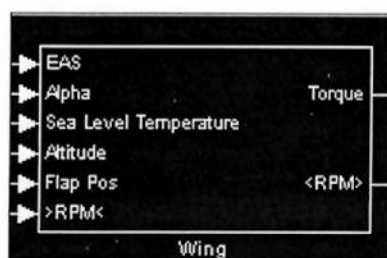 EAS
Alpha
Torque
Sea Level Temperature
Altitude
Flap Pos
<RPM>
>RPM<
Wing